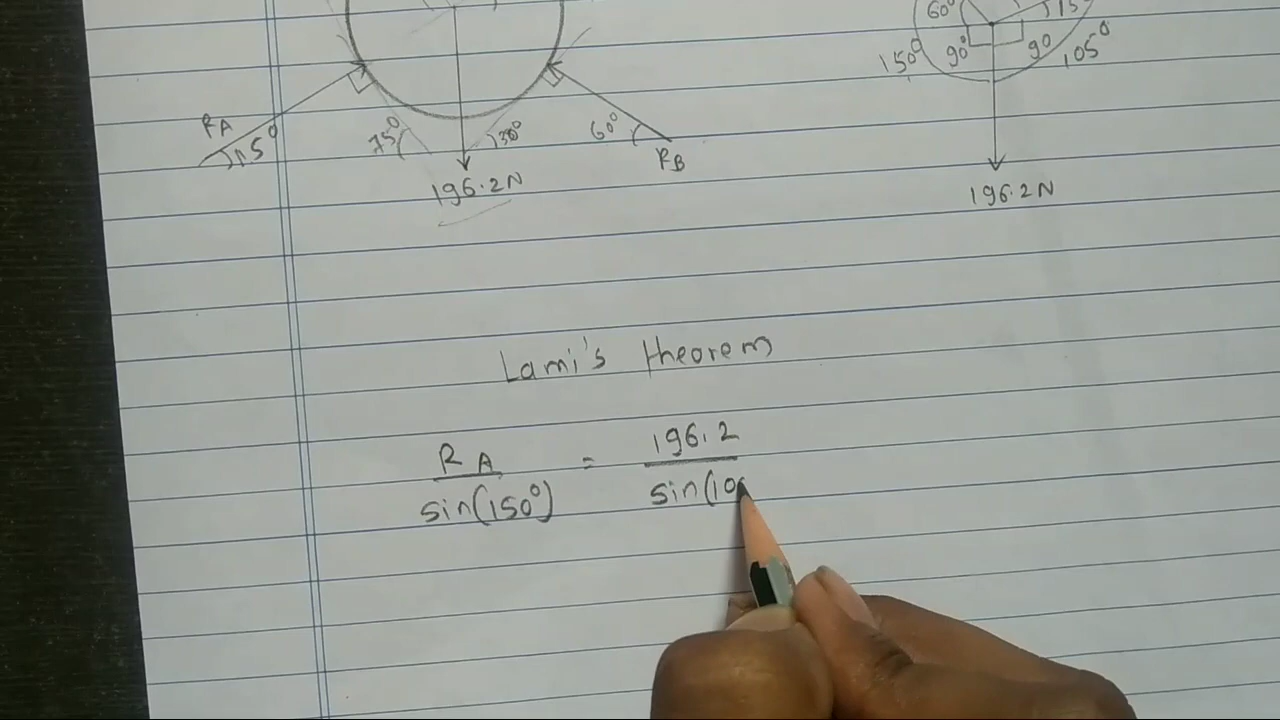 60° 15
150° 90° 90 105°
RA 15° 75° 30° 60° RB
196.2N
196.2N
Lami's theorem
RA = 196.2
sin(150°) sin(10